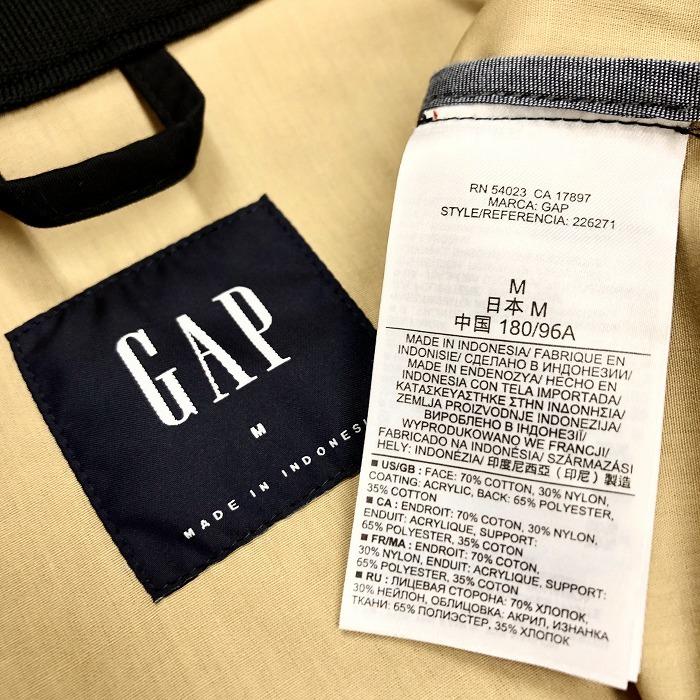 GAP
M
MADE IN INDONESI
RN 54023 CA 17897
MARCA: GAP
STYLE/REFERENCIA: 226271
M
日本 M
中国 180/96A
MADE IN INDONESIA/ FABRIQUE EN
INDONISIE/ СДЕЛАНО В ИНДОНЕЗИИ/
MADE IN ENDENOZYA/ HECHO EN
INDONESIA CON TELA IMPORTADA/
ΚΑΤΑΣΚΕΥΑΣΤΗΚΕ ΣΤΗΝ ΙΝΔΟΝΗΣΙΑ/
ZEMLJA PROIZVODNJE INDONEZIJA/
ВИРОБЛЕНО В ІНДОНЕЗІЇ/
WYPRODUKOWANO WE FRANCJI/
FABRICADO NA INDONÉSIA/ SZÁRMAZÁSI
HELY: INDONÉZIA/ 印度尼西亞 (印尼) 製造
■ US/GB : FACE: 70% COTTON, 30% NYLON,
COATING: ACRYLIC, BACK: 65% POLYESTER,
35% COTTON
■ CA : ENDROIT: 70% COTON, 30% NYLON,
ENDUIT: ACRYLIQUE, SUPPORT:
65% POLYESTER, 35% COTON
■ FR/MA : ENDROIT: 70% COTON,
30% NYLON, ENDUIT: ACRYLIQUE, SUPPORT:
65% POLYESTER, 35% COTON
■ RU : ЛИЦЕВАЯ СТОРОНА: 70% ХЛОПОК,
30% НЕЙЛОН, ОБЛИЦОВКА: АКРИЛ, ИЗНАНКА
ТКАНИ: 65% ПОЛИЭСТЕР, 35% ХЛОПОК